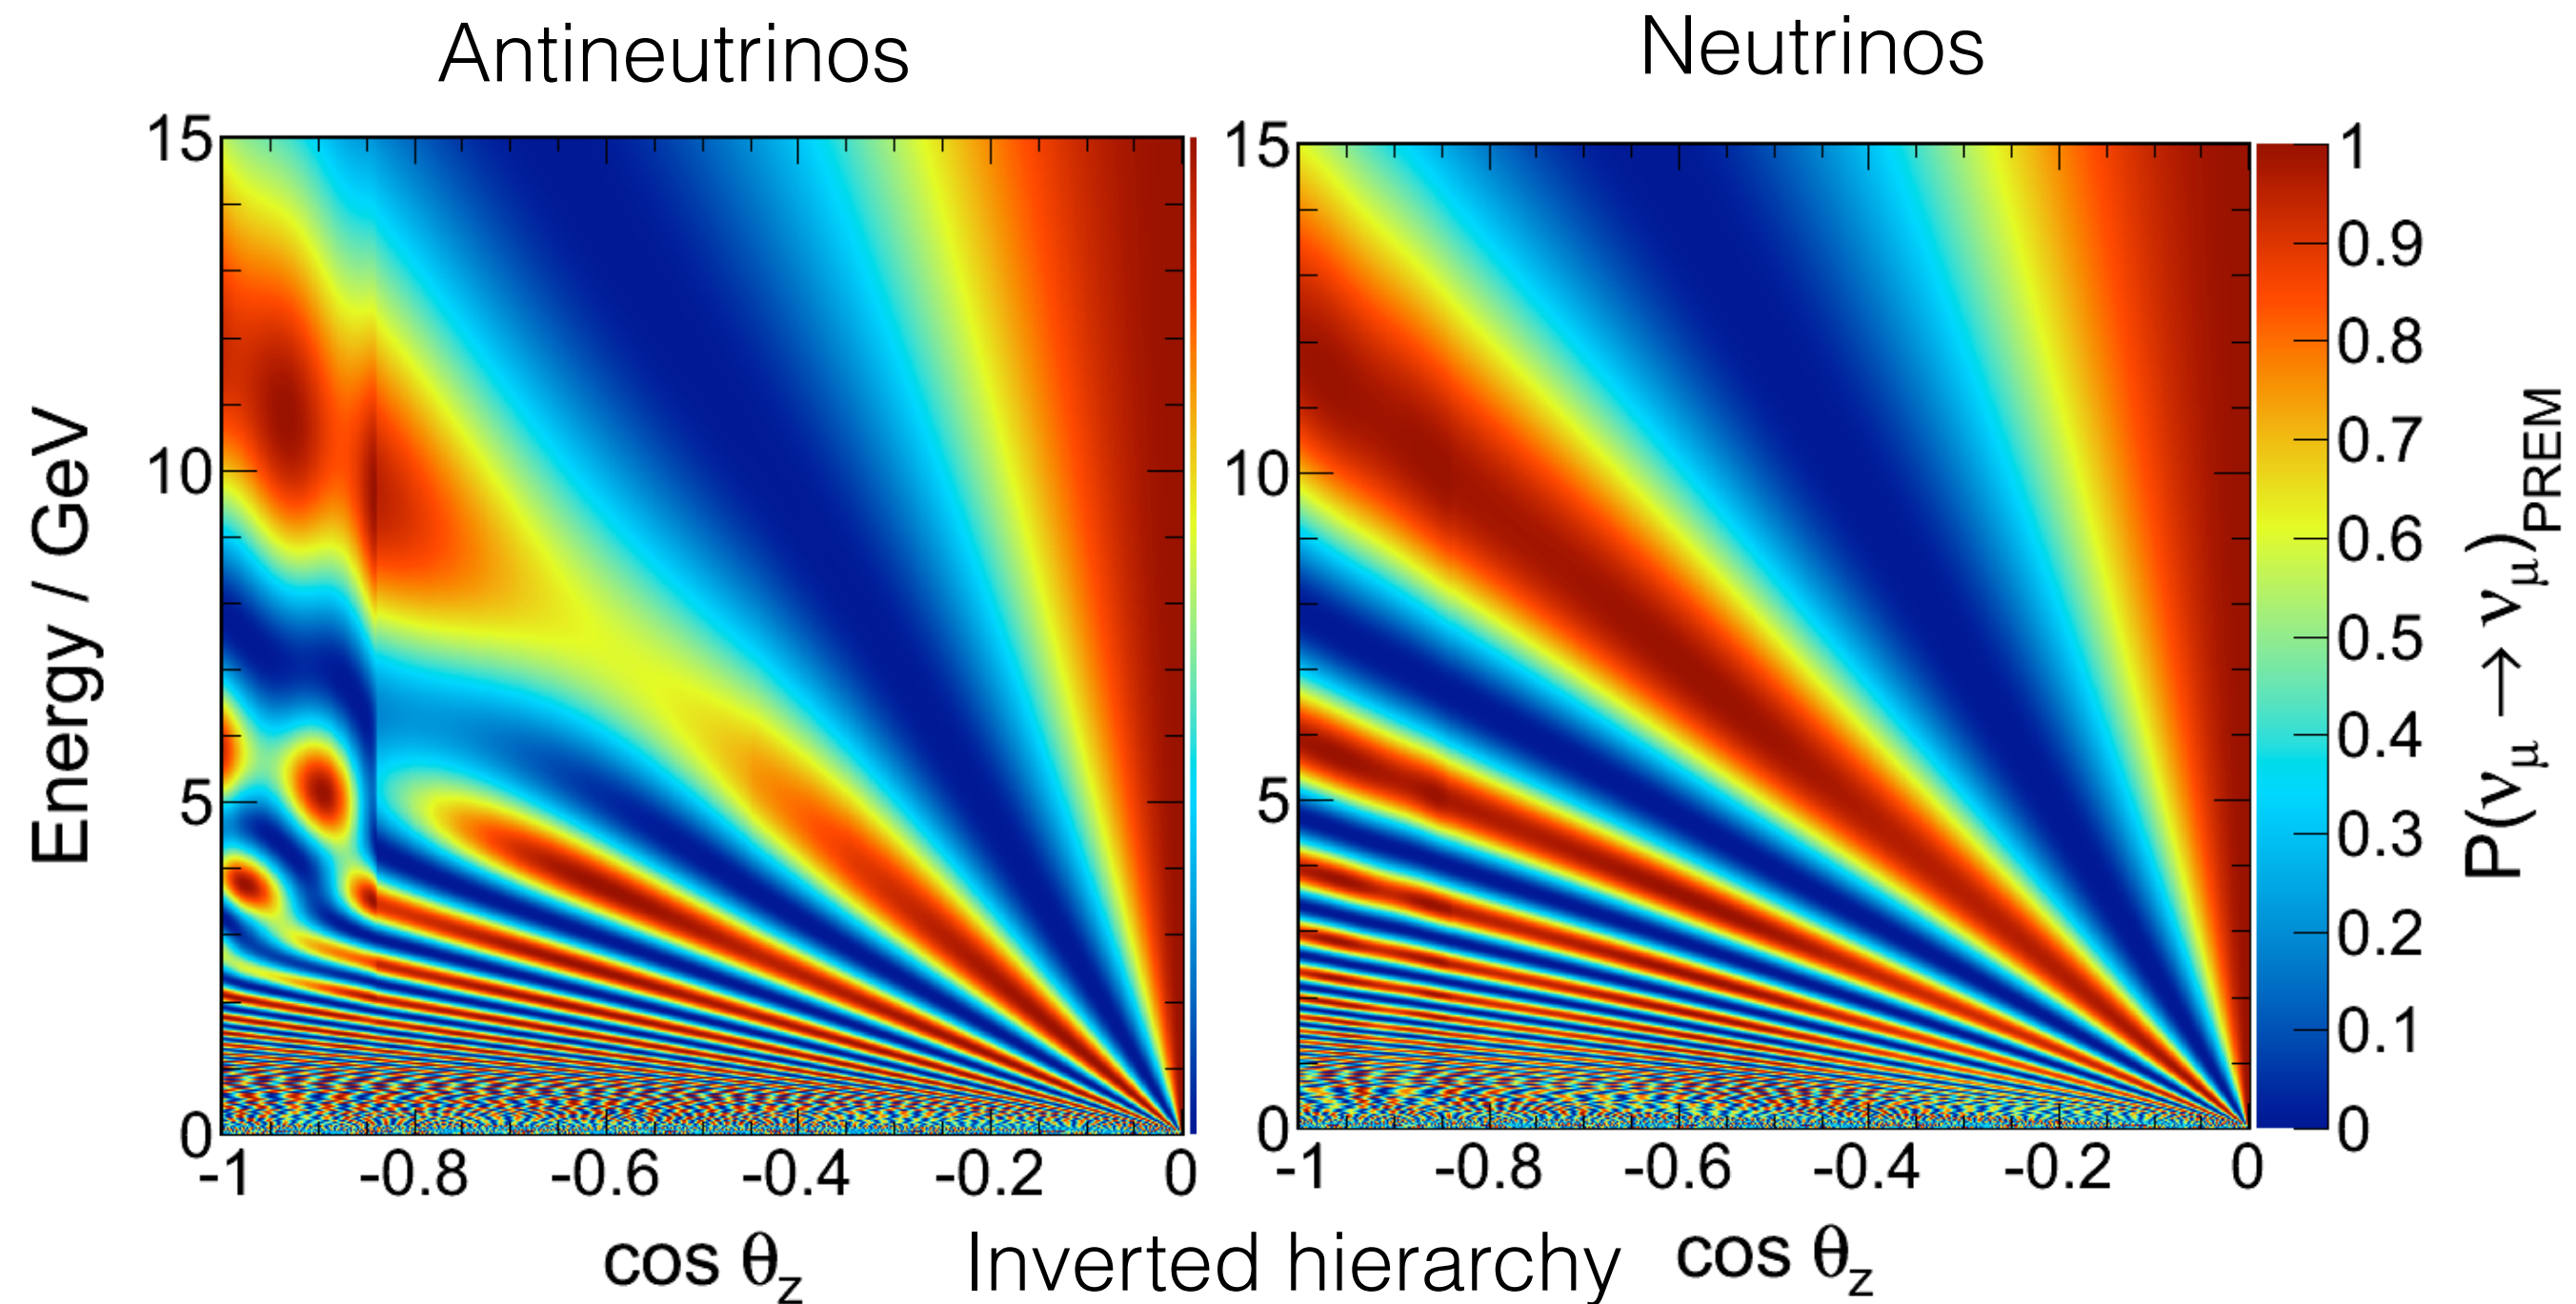 Antineutrinos
Neutrinos
15
10
5
0
Energy / GeV
-1 -0.8 -0.6 -0.4 -0.2 0
cos θz
15
10
5
0
-1 -0.8 -0.6 -0.4 -0.2 0
cos θz
1
0.9
0.8
0.7
0.6
0.5
0.4
0.3
0.2
0.1
0
P(νμ → νμ)PREM
Inverted hierarchy